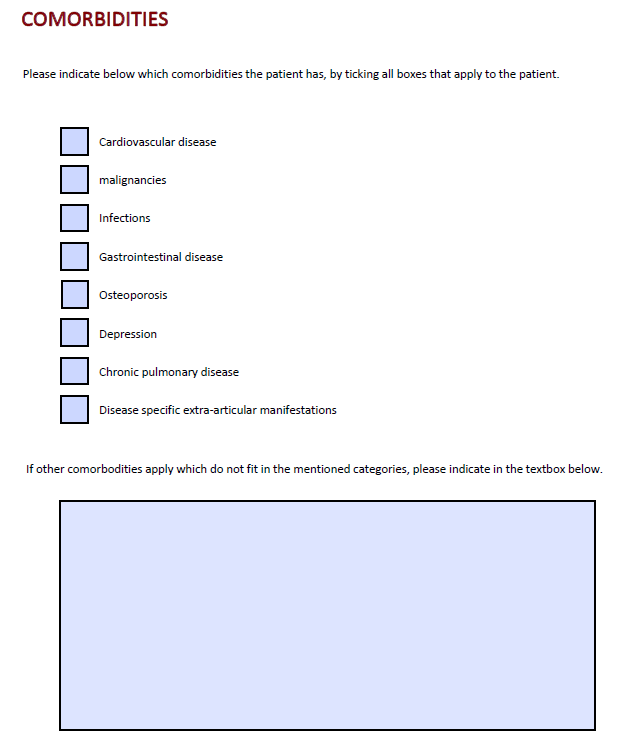 COMORBIDITIES
Please indicate below which comorbidities the patient has, by ticking all boxes that apply to the patient.
Cardiovascular disease
malignancies
Infections
Gastrointestinal disease
Osteoporosis
Depression
Chronic pulmonary disease
Disease specific extra-articular manifestations
If other comorbodities apply which do not fit in the mentioned categories, please indicate in the textbox below.